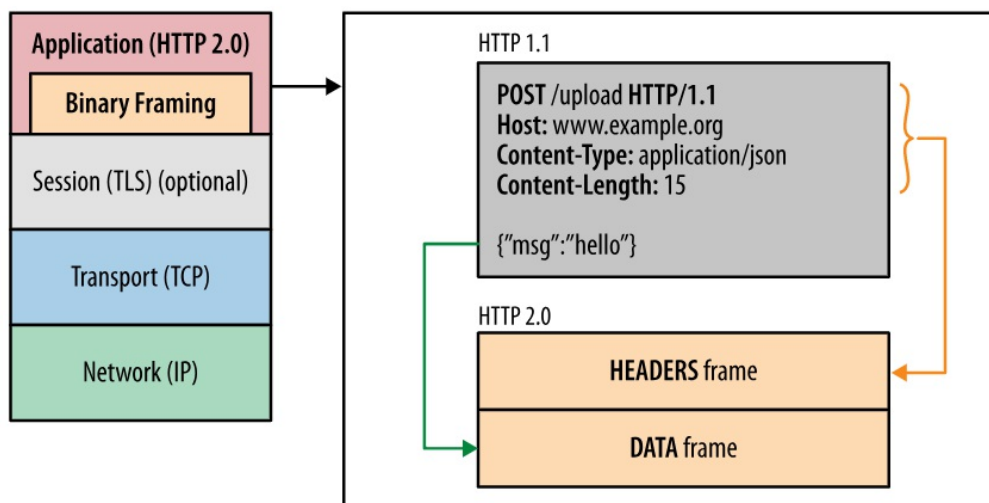 Application (HTTP 2.0)
Binary Framing
Session (TLS) (optional)
Transport (TCP)
Network (IP)
HTTP 1.1
POST /upload HTTP/1.1
Host: www.example.org
Content-Type: application/json
Content-Length: 15
{”msg”:”hello”}
HTTP 2.0
HEADERS frame
DATA frame